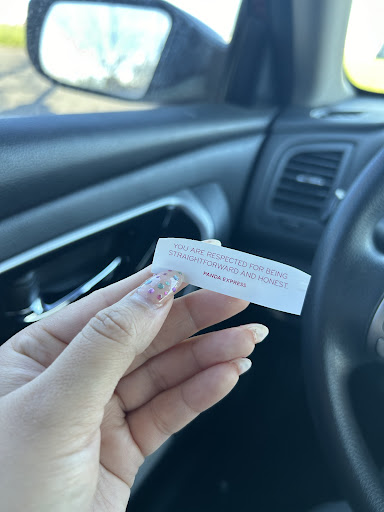 YOU ARE RESPECTED FOR BEING
STRAIGHTFORWARD AND HONEST.
PANDA EXPRESS